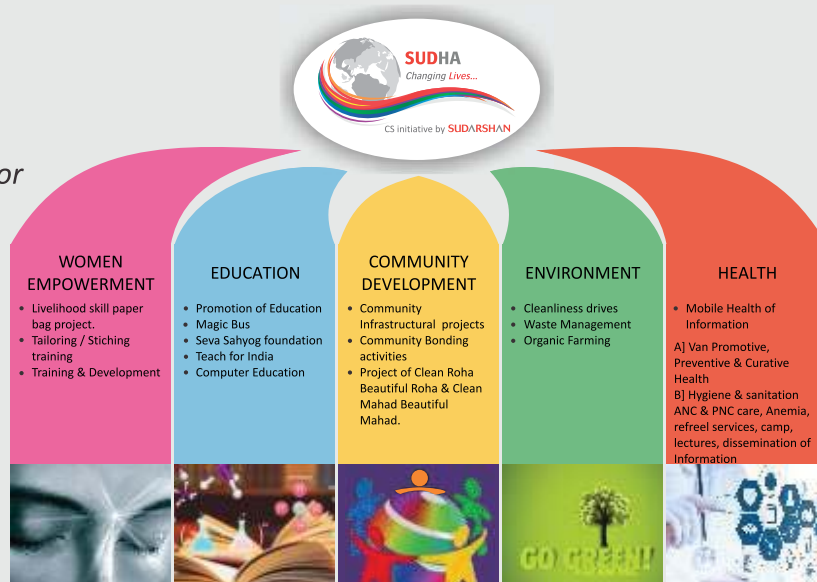 SUDHA
Changing Lives...
CS initiative by SUDARSHAN
or
WOMEN
EMPOWERMENT
• Livelihood skill paper
bag project.
• Tailoring / Stiching
training
• Training & Development
EDUCATION
• Promotion of Education
• Magic Bus
• Seva Sahyog foundation
• Teach for India
• Computer Education
COMMUNITY
DEVELOPMENT
• Community
Infrastructural projects
• Community Bonding
activities
• Project of Clean Roha
Beautiful Roha & Clean
Mahad Beautiful
Mahad.
ENVIRONMENT
• Cleanliness drives
• Waste Management
• Organic Farming
HEALTH
• Mobile Health of
Information
A] Van Promotive,
Preventive & Curative
Health
B] Hygiene & sanitation
ANC & PNC care, Anemia,
refreel services, camp,
lectures, dissemination of
Information
GO GREEN!